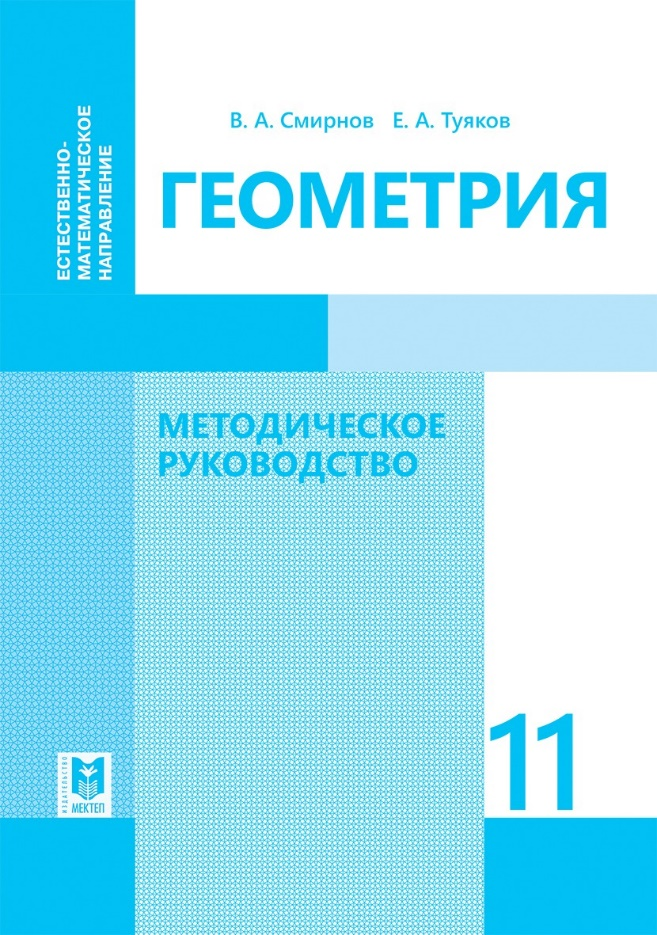 В. А. Смирнов Е. А. Туяков
ГЕОМЕТРИЯ
ЕСТЕСТВЕННО-
МАТЕМАТИЧЕСКОЕ
НАПРАВЛЕНИЕ
МЕТОДИЧЕСКОЕ
РУКОВОДСТВО
11
ИЗДАТЕЛЬСТВО
МЕКТЕП